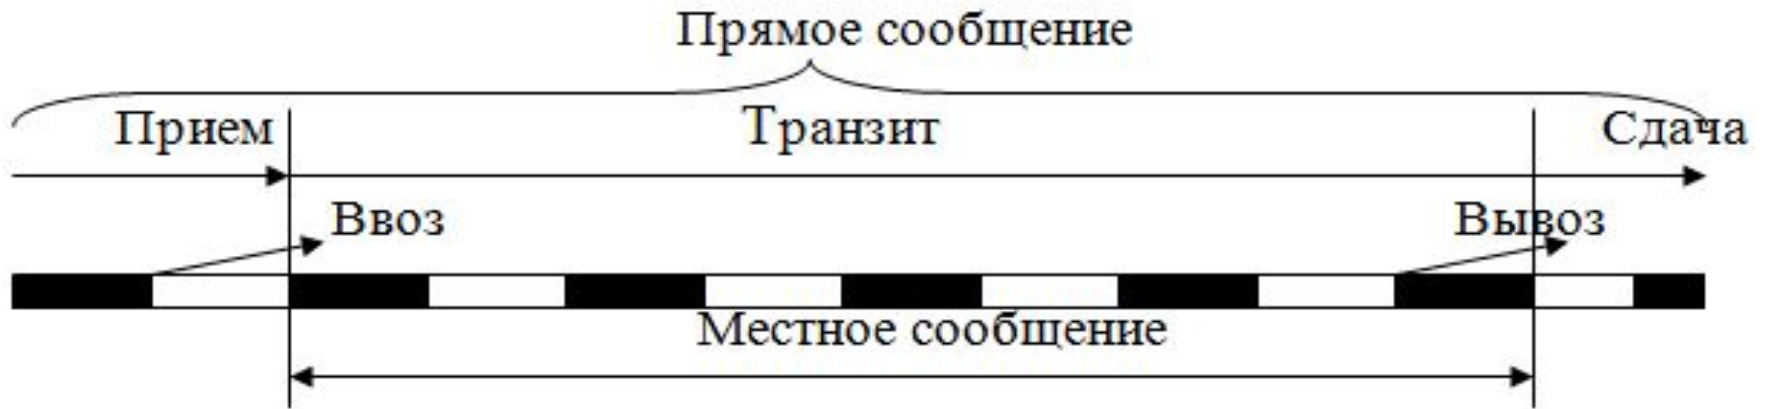 Прямое сообщение
Прием Транзит Сдача
Ввоз Вывоз
Местное сообщение